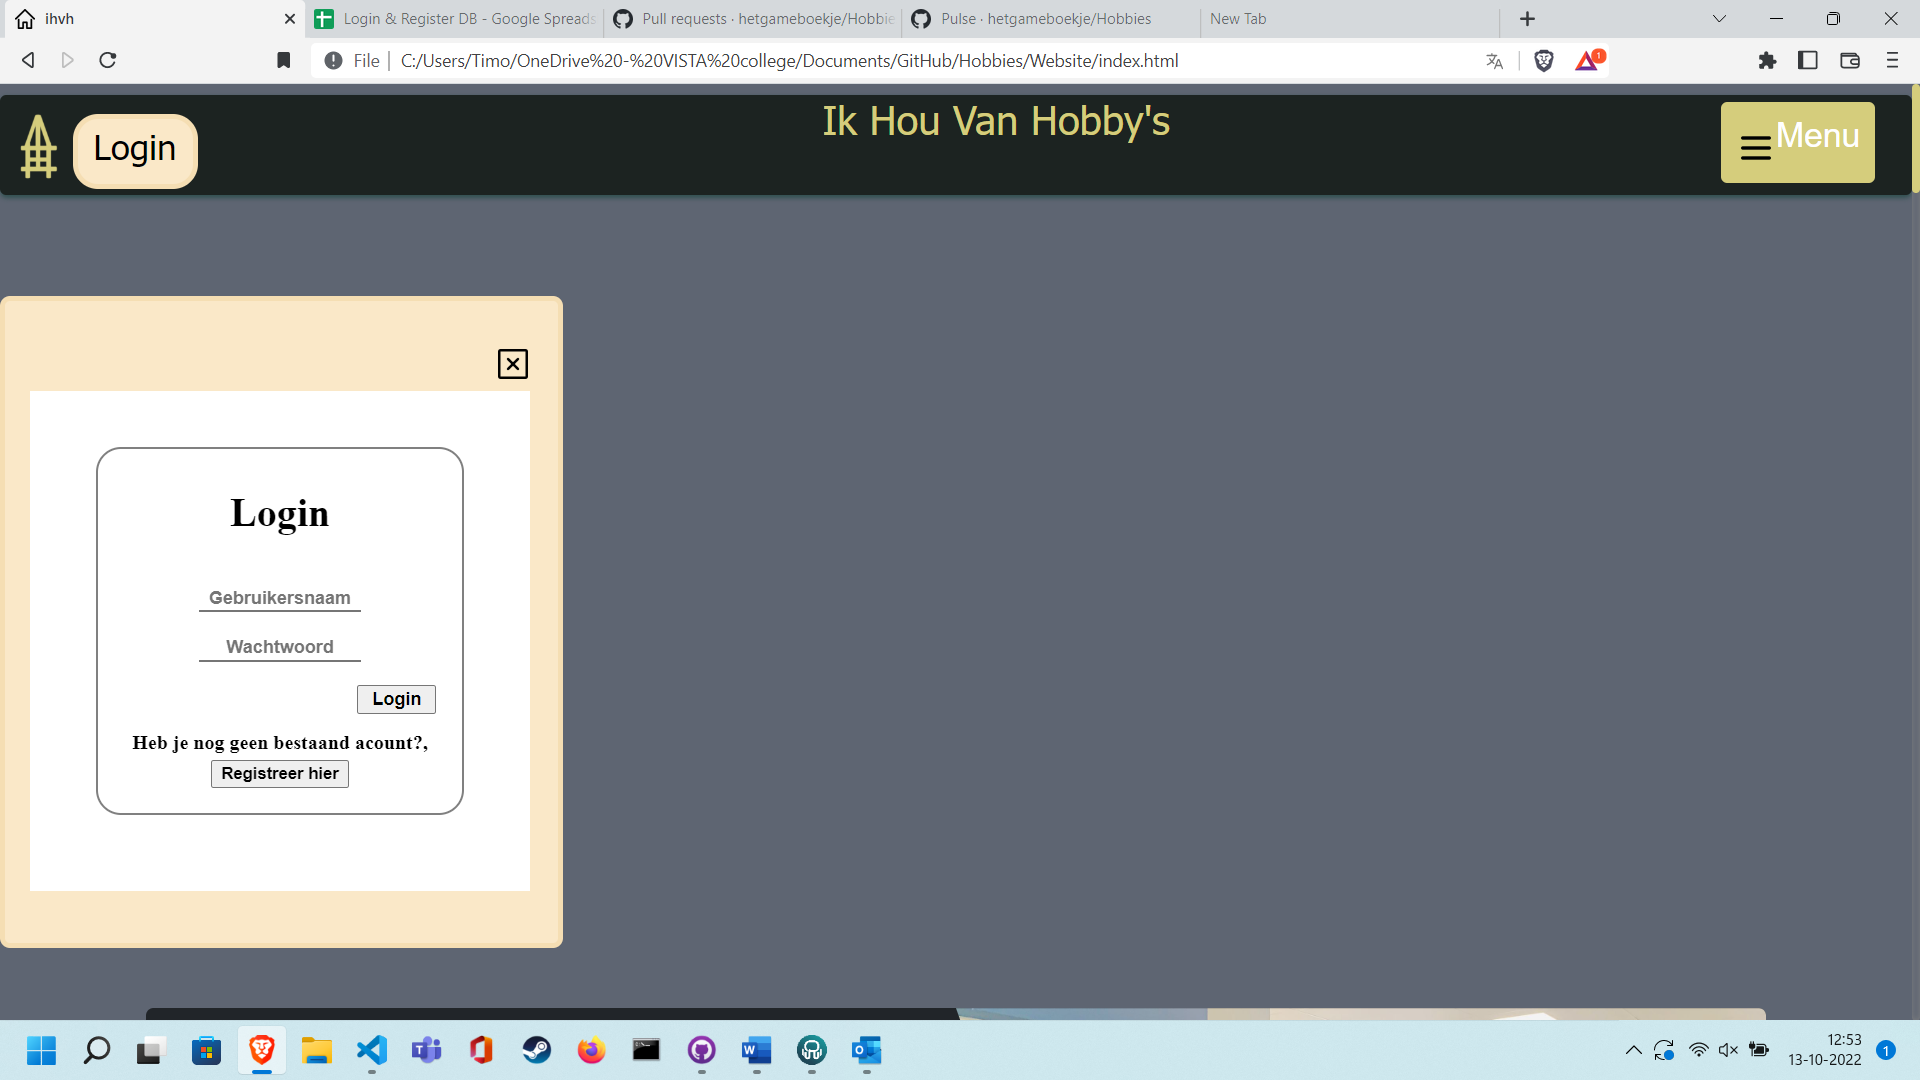 ihvh
Login & Register DB - Google Spreads
Pull requests · hetgameboekje/Hobbie
Pulse · hetgameboekje/Hobbies
New Tab
File
C:/Users/Timo/OneDrive%20-%20VISTA%20college/Documents/GitHub/Hobbies/Website/index.html
1
Login
Ik Hou Van Hobby's
Menu
Login
Gebruikersnaam
Wachtwoord
Login
Heb je nog geen bestaand acount?,
Registreer hier
12:53
13-10-2022
1